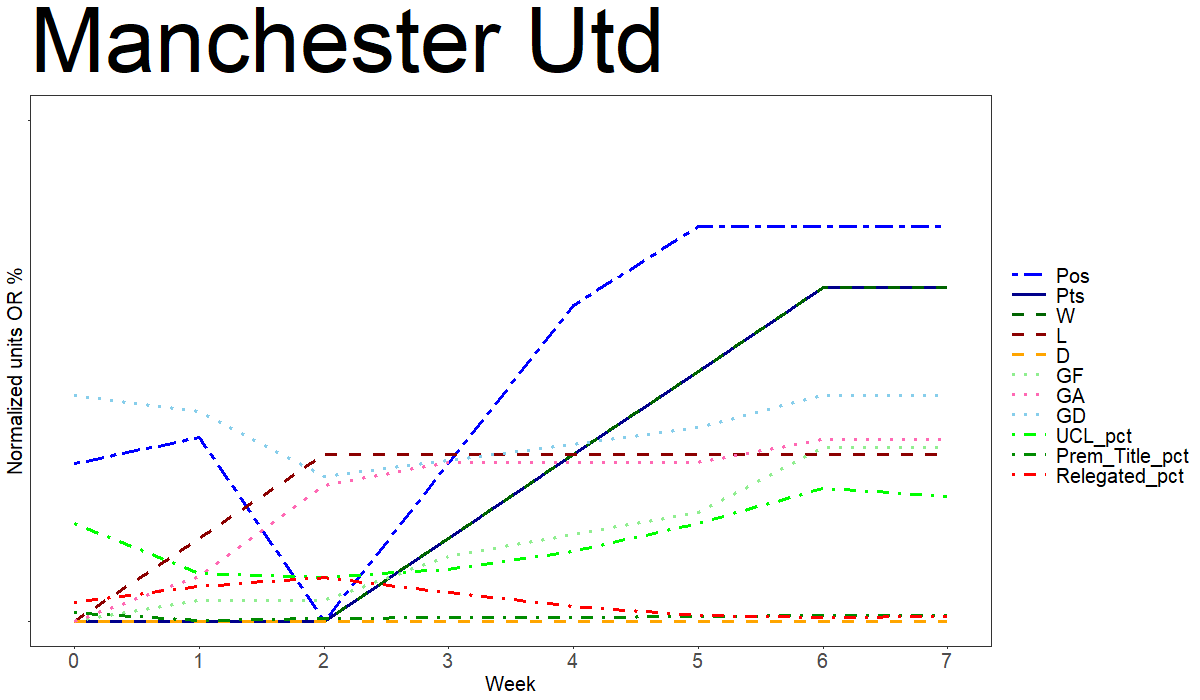 Manchester Utd
Normalized units OR %
Pos
Pts
W
L
D
GF
GA
GD
UCL_pct
Prem_Title_pct
Relegated_pct
0 1 2 3 4 5 6 7
Week